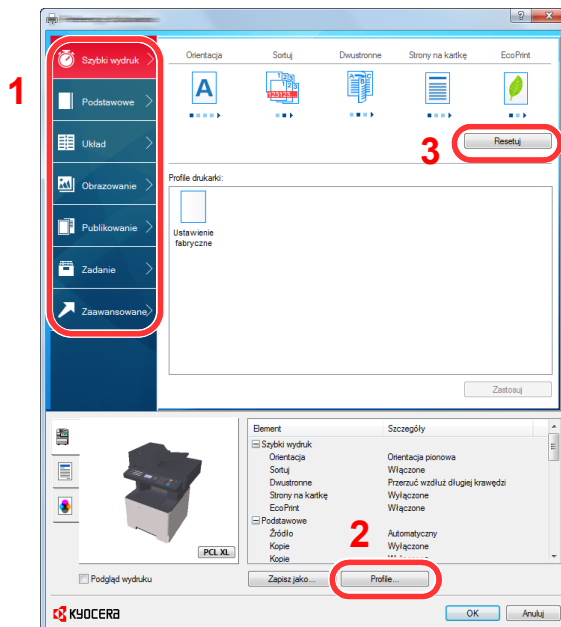 1
Szybki wydruk
Podstawowe
Układ
Obrazowanie
Publikowanie
Zadanie
Zaawansowane
Orientacja Sortuj Dwustronne Strony na kartkę EcoPrint
A
123
123
123123...
A B C
3
Resetuj
Profile drukarki:
Ustawienie
fabryczne
Zastosuj
Element Szczegóły
Szybki wydruk
Orientacja Orientacja pionowa
Sortuj Włączone
Dwustronne Przerzuć wzdłuż długiej krawędzi
Strony na kartkę Wyłączone
EcoPrint Włączone
Podstawowe
Źródło Automatyczny
Kopie Wyłączone
Kopie
2
PCL XL
Podgląd wydruku
Zapisz jako...
Profile...
KYOCERA
OK
Anuluj